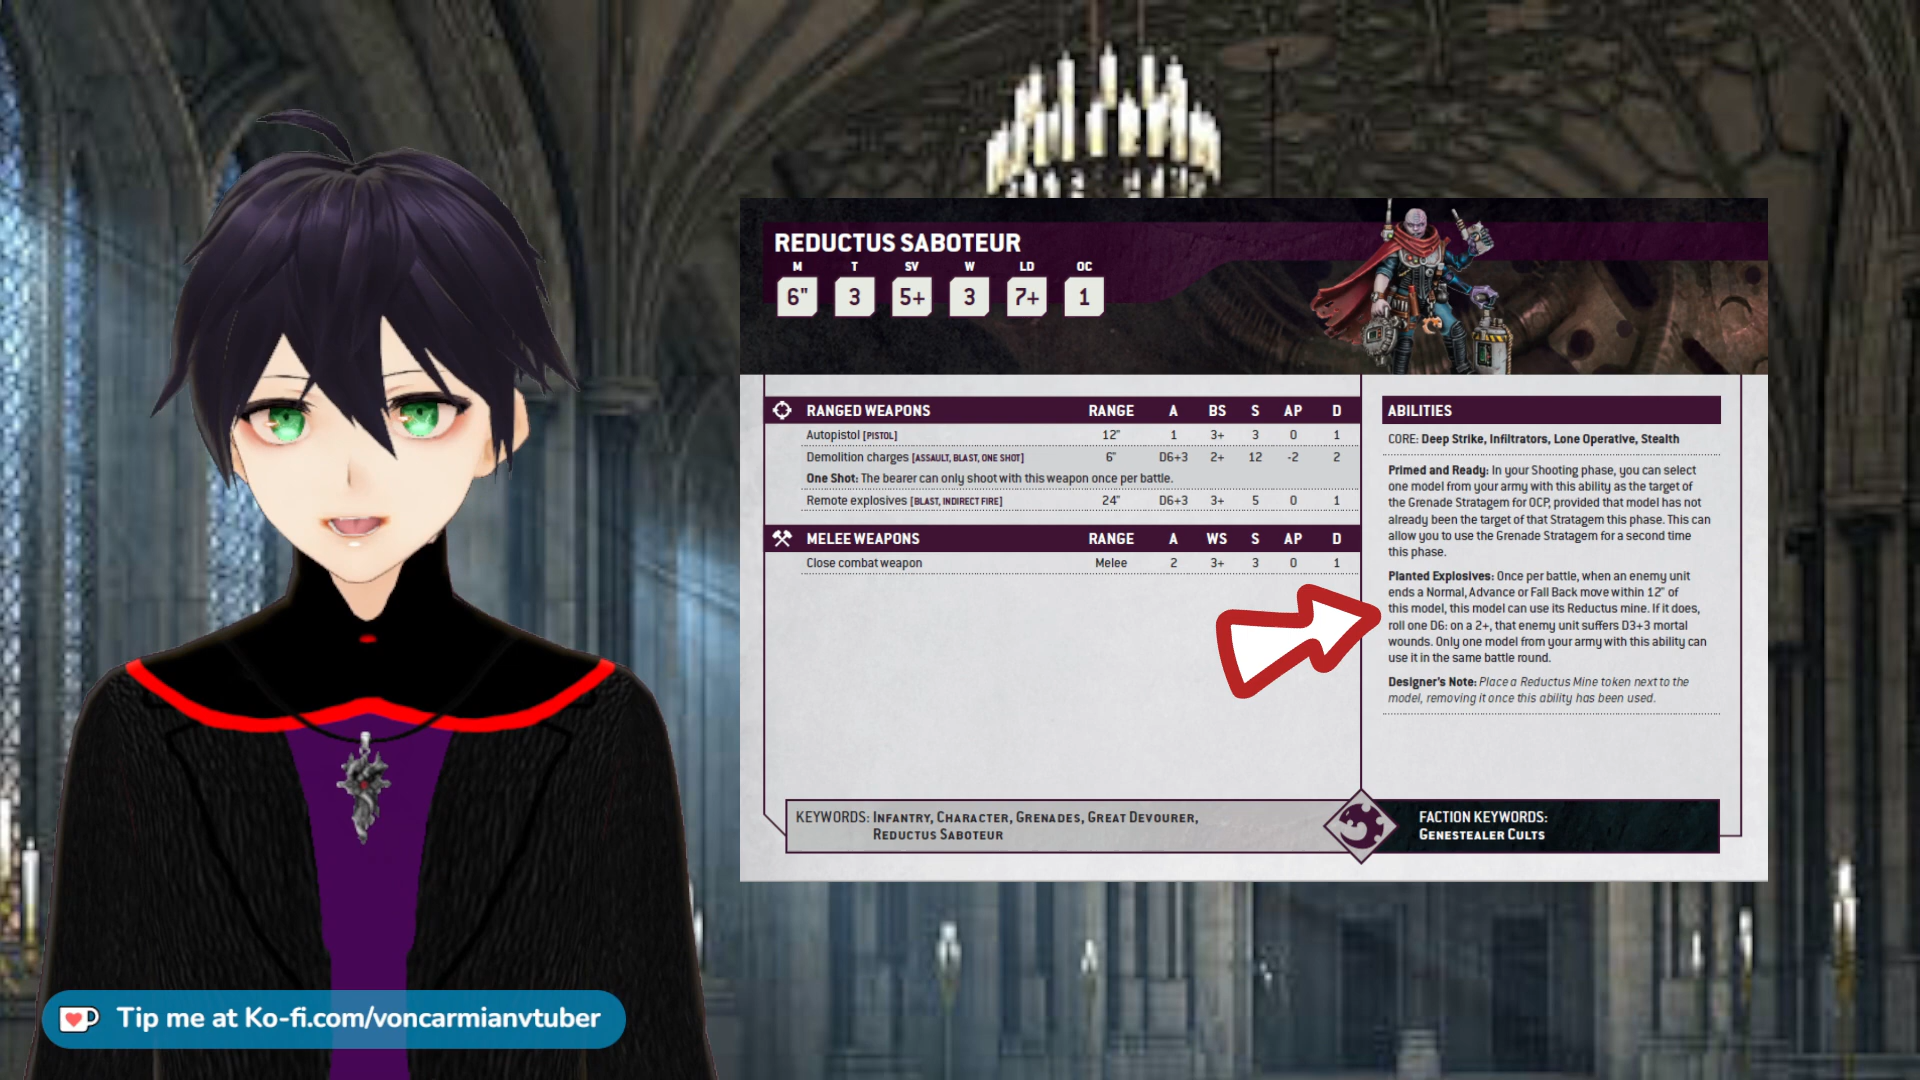 REDUCTUS SABOTEUR
M T SV W LD OC
6" 3 5+ 3 7+ 1
RANGED WEAPONS RANGE A BS S AP D
Autopistol [PISTOL] 12" 1 3+ 3 0 1
Demolition charges [ASSAULT, BLAST, ONE SHOT] 6" D6+3 2+ 12 -2 2
One Shot: The bearer can only shoot with this weapon once per battle.
Remote explosives [BLAST, INDIRECT FIRE] 24" D6+3 3+ 5 0 1
MELEE WEAPONS RANGE A WS S AP D
Close combat weapon Melee 2 3+ 3 0 1
ABILITIES
CORE: Deep Strike, Infiltrators, Lone Operative, Stealth
Primed and Ready: In your Shooting phase, you can select
one model from your army with this ability as the target of
the Grenade Stratagem for 0CP, provided that model has not
already been the target of that Stratagem this phase. This can
allow you to use the Grenade Stratagem for a second time
this phase.
Planted Explosives: Once per battle, when an enemy unit
ends a Normal, Advance or Fall Back move within 12" of
this model, this model can use its Reductus mine. If it does,
roll one D6: on a 2+, that enemy unit suffers D3+3 mortal
wounds. Only one model from your army with this ability can
use it in the same battle round.
Designer's Note: Place a Reductus Mine token next to the
model, removing it once this ability has been used.
KEYWORDS: INFANTRY, CHARACTER, GRENADES, GREAT DEVOURER,
REDUCTUS SABOTEUR
FACTION KEYWORDS:
GENESTEALER CULTS
Tip me at Ko-fi.com/voncarmianvtuber